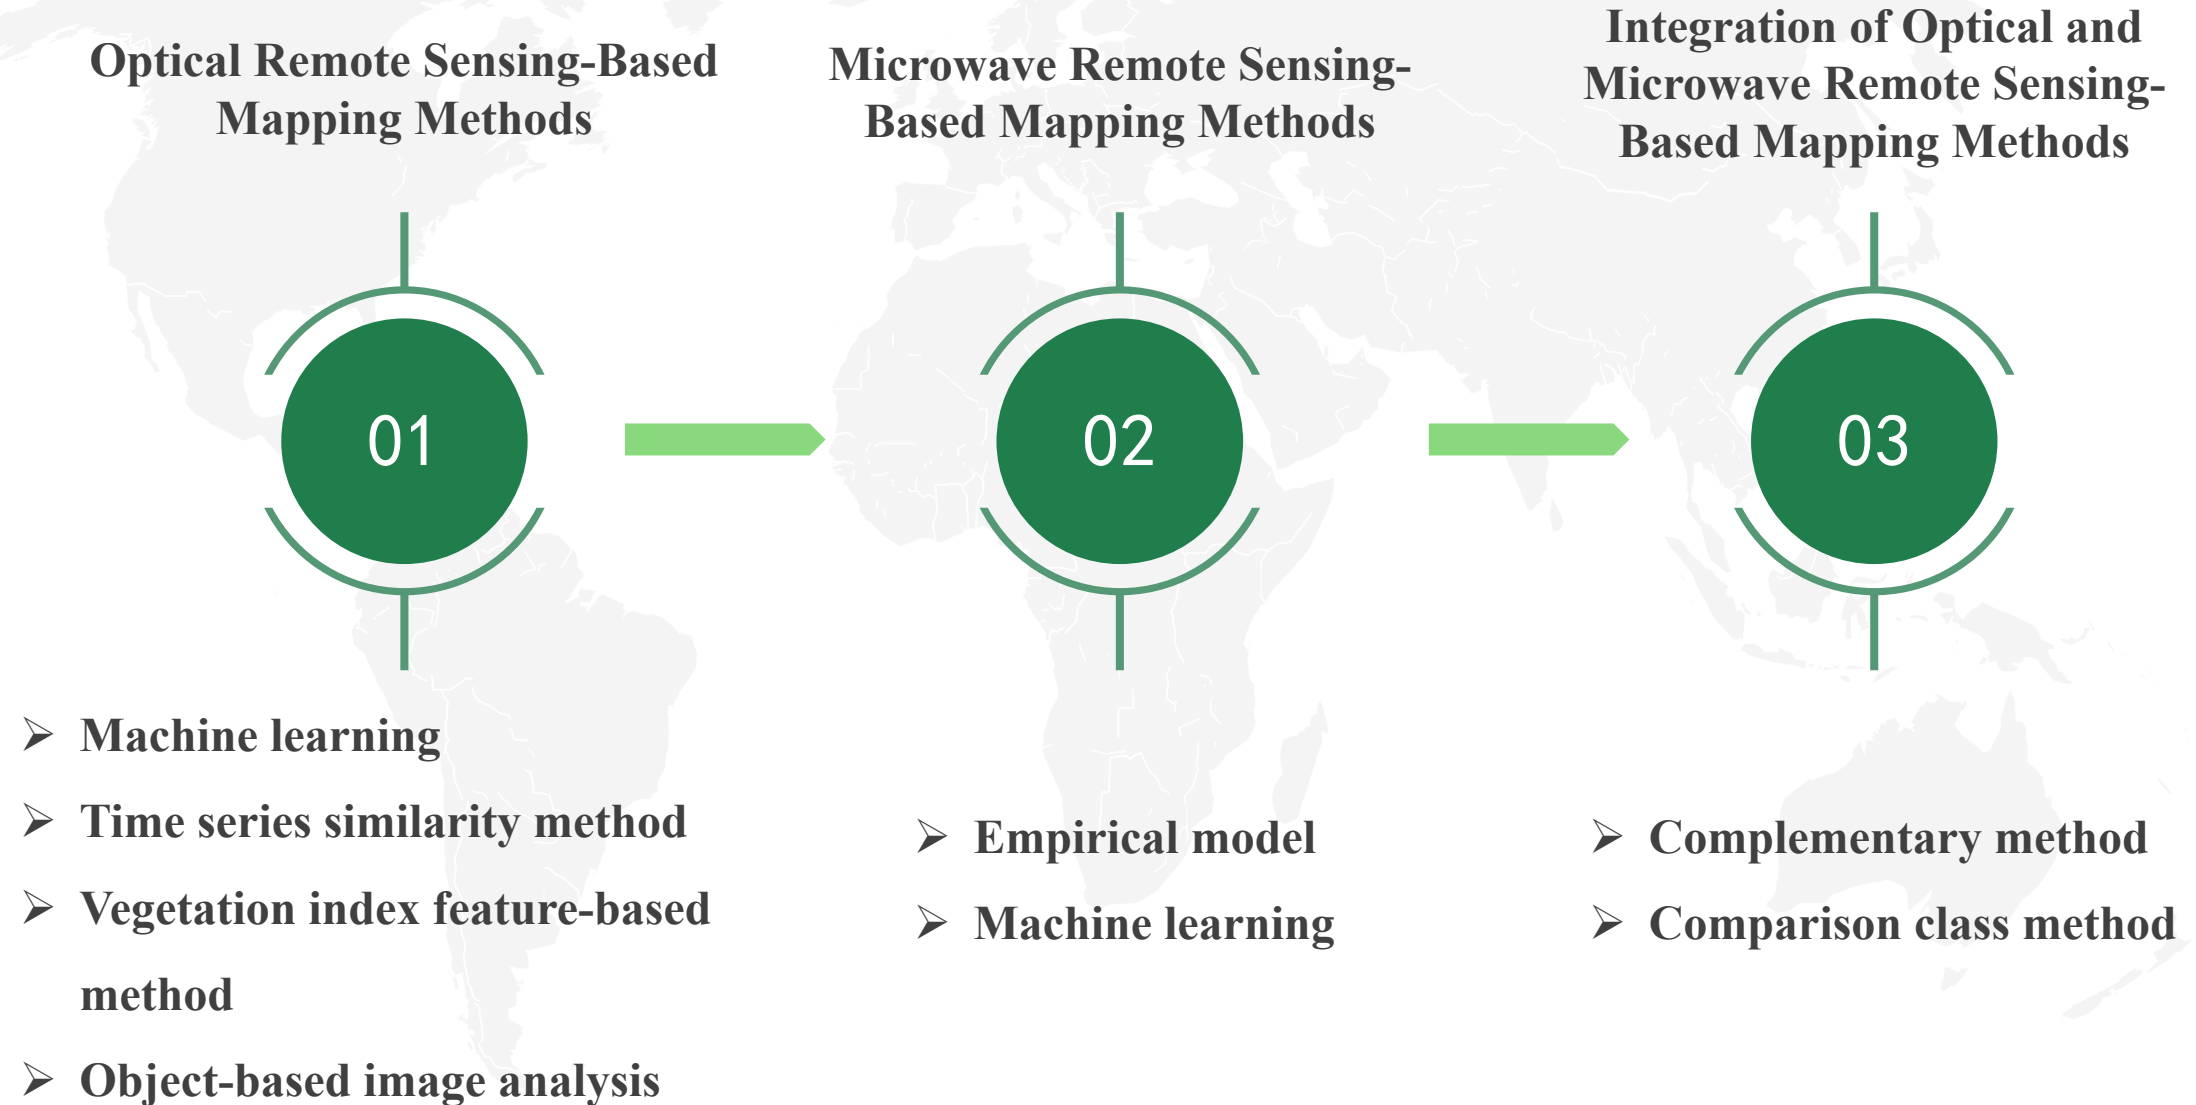 Optical Remote Sensing-Based
Mapping Methods
Microwave Remote Sensing-
Based Mapping Methods
Integration of Optical and
Microwave Remote Sensing-
Based Mapping Methods
01
02
03
➢ Machine learning
➢ Time series similarity method
➢ Vegetation index feature-based
method
➢ Object-based image analysis
➢ Empirical model
➢ Machine learning
➢ Complementary method
➢ Comparison class method